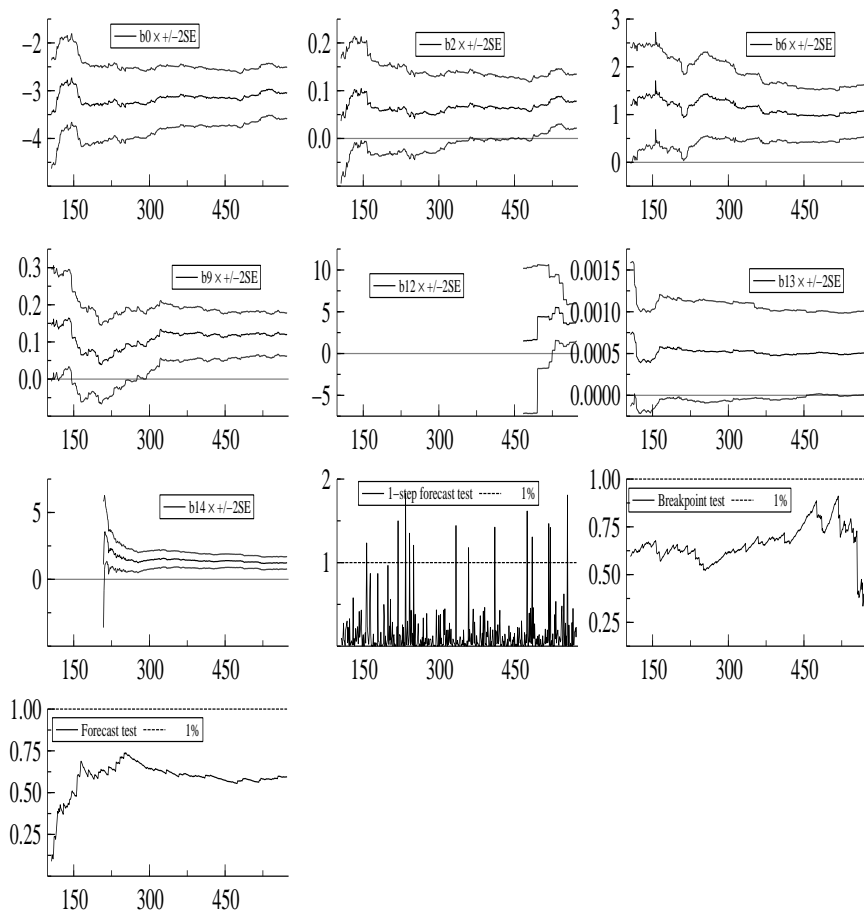 b0 × +/−2SE
−2
−3
−4
150 300 450
b2 × +/−2SE
0.2
0.1
0.0
150 300 450
b6 × +/−2SE
3
2
1
0
150 300 450
b9 × +/−2SE
0.3
0.2
0.1
0.0
150 300 450
b12 × +/−2SE
10
5
0
−5
150 300 450
b13 × +/−2SE
0.0015
0.0010
0.0005
0.0000
150 300 450
b14 × +/−2SE
5
0
150 300 450
1−step forecast test 1%
2
1
150 300 450
Breakpoint test 1%
1.00
0.75
0.50
0.25
150 300 450
Forecast test 1%
1.00
0.75
0.50
0.25
150 300 450